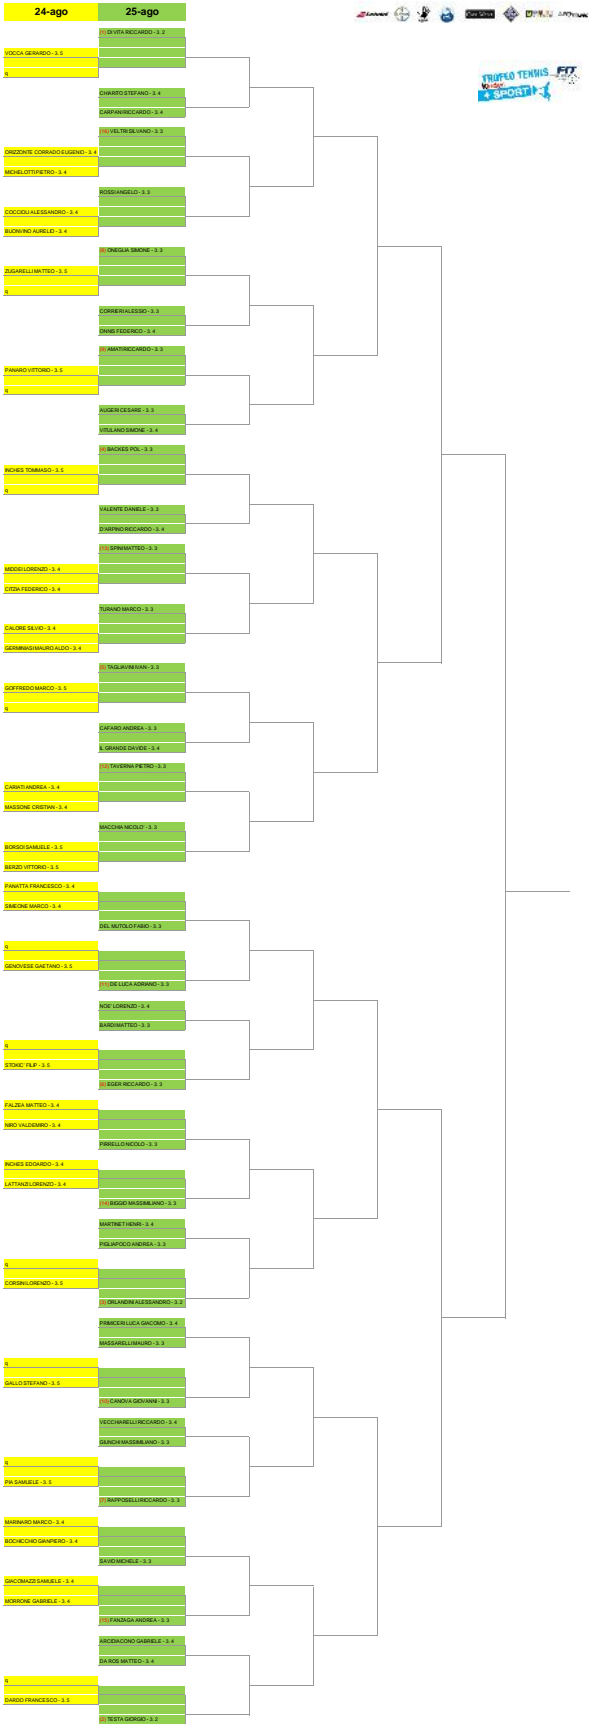 24-ago 25-ago
(1) DI VITA RICCARDO - 3. 2
VOCCA GERARDO - 3. 5
q
CHIARITO STEFANO - 3. 4
CARPANI RICCARDO - 3. 4
(16) VELTRI SILVANO - 3. 3
ORIZZONTE CORRADO EUGENIO - 3. 4
MICHELOTTI PIETRO - 3. 4
ROSSI ANGELO - 3. 3
COCCIOLI ALESSANDRO - 3. 4
BUONVINO AURELIO - 3. 4
(8) ONEGLIA SIMONE - 3. 3
ZUGARELLI MATTEO - 3. 5
q
CORRIERI ALESSIO - 3. 3
ONNIS FEDERICO - 3. 4
(9) AMATI RICCARDO - 3. 3
PANARO VITTORIO - 3. 5
q
AUGERI CESARE - 3. 3
VITULANO SIMONE - 3. 4
(4) BACKES POL - 3. 3
INCHES TOMMASO - 3. 5
q
VALENTE DANIELE - 3. 3
D'ARPINO RICCARDO - 3. 4
(13) SPINI MATTEO - 3. 3
MIDDEI LORENZO - 3. 4
CITZIA FEDERICO - 3. 4
TURANO MARCO - 3. 3
CALORE SILVIO - 3. 4
GERMINIASI MAURO ALDO - 3. 4
(5) TAGLIAVINI IVAN - 3. 3
GOFFREDO MARCO - 3. 5
q
CAFARO ANDREA - 3. 3
IL GRANDE DAVIDE - 3. 4
(12) TAVERNA PIETRO - 3. 3
CARIATI ANDREA - 3. 4
MASSONE CRISTIAN - 3. 4
MACCHIA NICOLO' - 3. 3
BORSOI SAMUELE - 3. 5
BERZO VITTORIO - 3. 5
PANATTA FRANCESCO - 3. 4
SIMEONE MARCO - 3. 4
DEL MUTOLO FABIO - 3. 3
q
GENOVESE GAETANO - 3. 5
(11) DE LUCA ADRIANO - 3. 3
NOE' LORENZO - 3. 4
BARDI MATTEO - 3. 3
q
STOKIC' FILIP - 3. 5
(6) EGER RICCARDO - 3. 3
FALZEA MATTEO - 3. 4
NIRO VALDEMIRO - 3. 4
PIRRELLO NICOLO - 3. 3
INCHES EDOARDO - 3. 4
LATTANZI LORENZO - 3. 4
(14) BIGGIO MASSIMILIANO - 3. 3
MARTINET HENRI - 3. 4
PIGLIAPOCO ANDREA - 3. 3
q
CORSINI LORENZO - 3. 5
(3) ORLANDINI ALESSANDRO - 3. 2
PRIMICERI LUCA GIACOMO - 3. 4
MASSARELLI MAURO - 3. 3
q
GALLO STEFANO - 3. 5
(10) CANOVA GIOVANNI - 3. 3
VECCHIARELLI RICCARDO - 3. 4
GIUNCHI MASSIMILIANO - 3. 3
q
PIA SAMUELE - 3. 5
(7) RAPPOSELLI RICCARDO - 3. 3
MARINARO MARCO - 3. 4
BOCHICCHIO GIANPIERO - 3. 4
SAVIO MICHELE - 3. 3
GIACOMAZZI SAMUELE - 3. 4
MORRONE GABRIELE - 3. 4
(15) FANZAGA ANDREA - 3. 3
ARCIDIACONO GABRIELE - 3. 4
DA ROS MATTEO - 3. 4
q
DARDO FRANCESCO - 3. 5
(2) TESTA GIORGIO - 3. 2
TROFEO TENNIS
+ SPORT
FIT